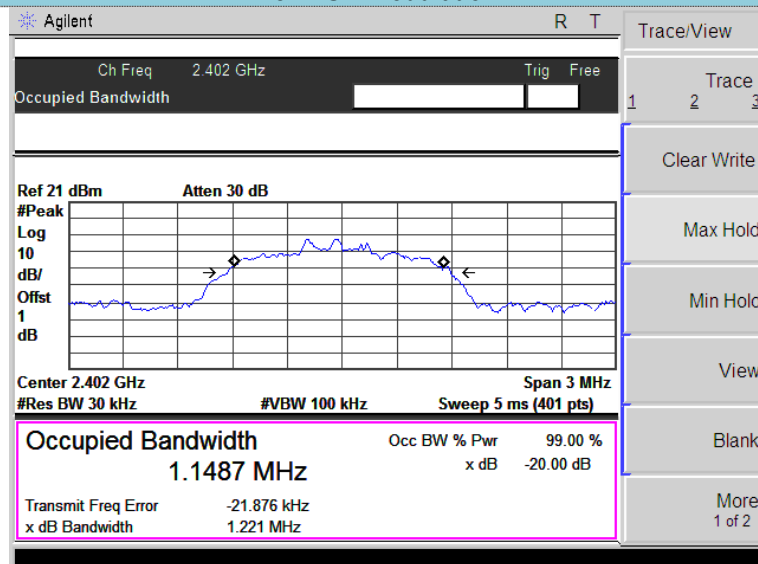 Agilent R T
Trace/View
Ch Freq 2.402 GHz Trig Free
Occupied Bandwidth
Trace
1 2 3
Clear Write
Ref 21 dBm Atten 30 dB
#Peak
Log
10
dB/
Offst
1
dB
Max Hold
Min Hold
View
Center 2.402 GHz Span 3 MHz
#Res BW 30 kHz #VBW 100 kHz Sweep 5 ms (401 pts)
Occupied Bandwidth Occ BW % Pwr 99.00 %
1.1487 MHz x dB -20.00 dB
Transmit Freq Error -21.876 kHz
x dB Bandwidth 1.221 MHz
Blank
More
1 of 2